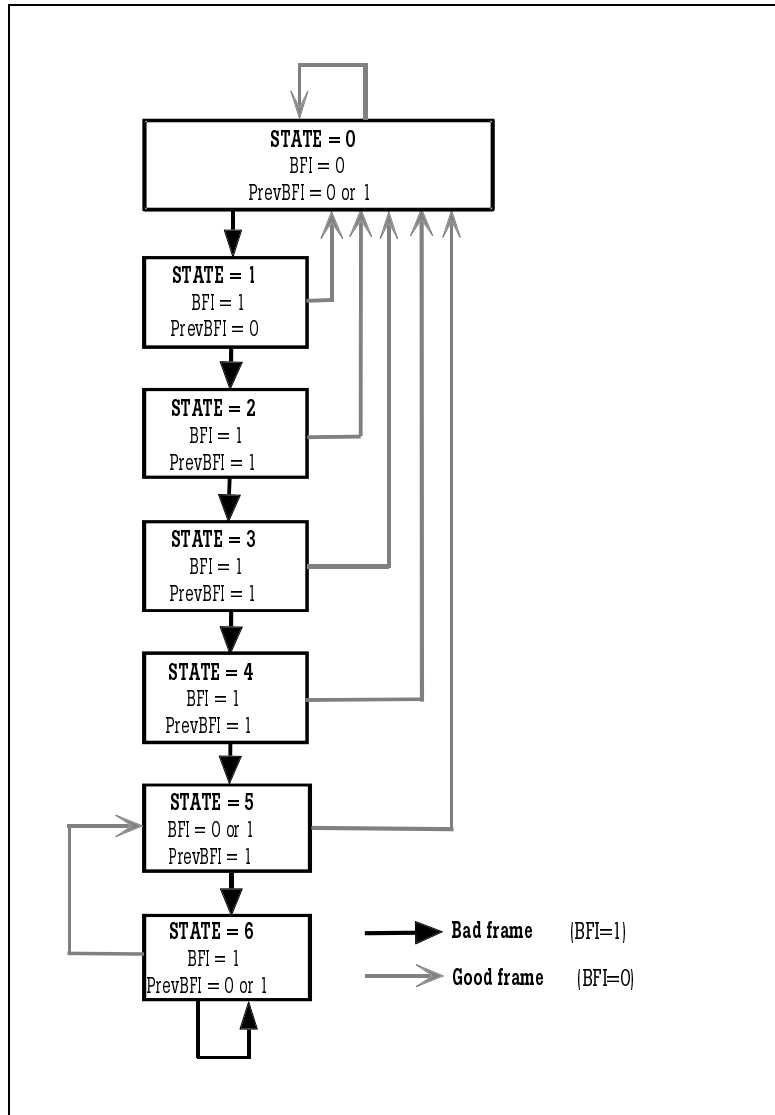 STATE = 0
BFI = 0
PrevBFI = 0 or 1
STATE = 1
BFI = 1
PrevBFI = 0
STATE = 2
BFI = 1
PrevBFI = 1
STATE = 3
BFI = 1
PrevBFI = 1
STATE = 4
BFI = 1
PrevBFI = 1
STATE = 5
BFI = 0 or 1
PrevBFI = 1
STATE = 6
BFI = 1
PrevBFI = 0 or 1
Bad frame (BFI=1)
Good frame (BFI=0)